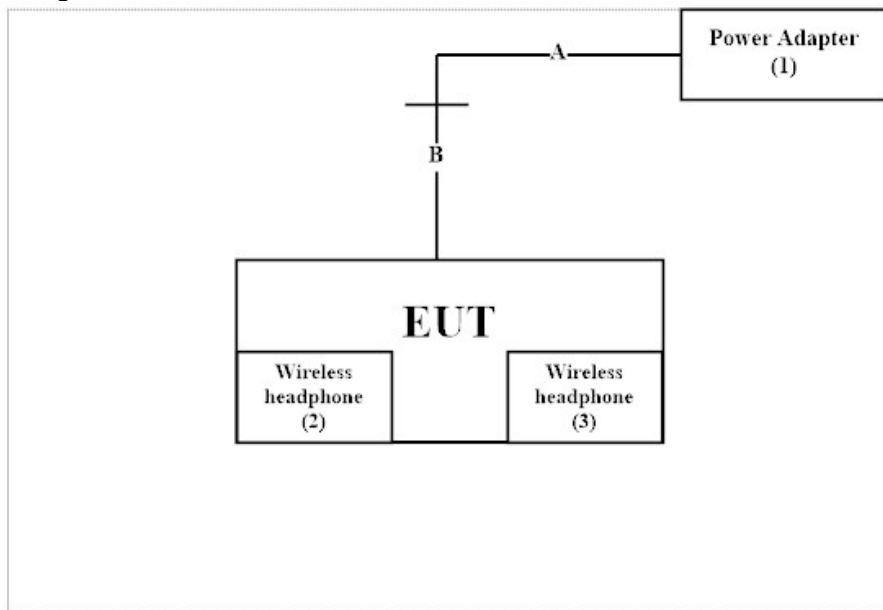 Power Adapter
(1)
A
B
EUT
Wireless
headphone
(2)
Wireless
headphone
(3)